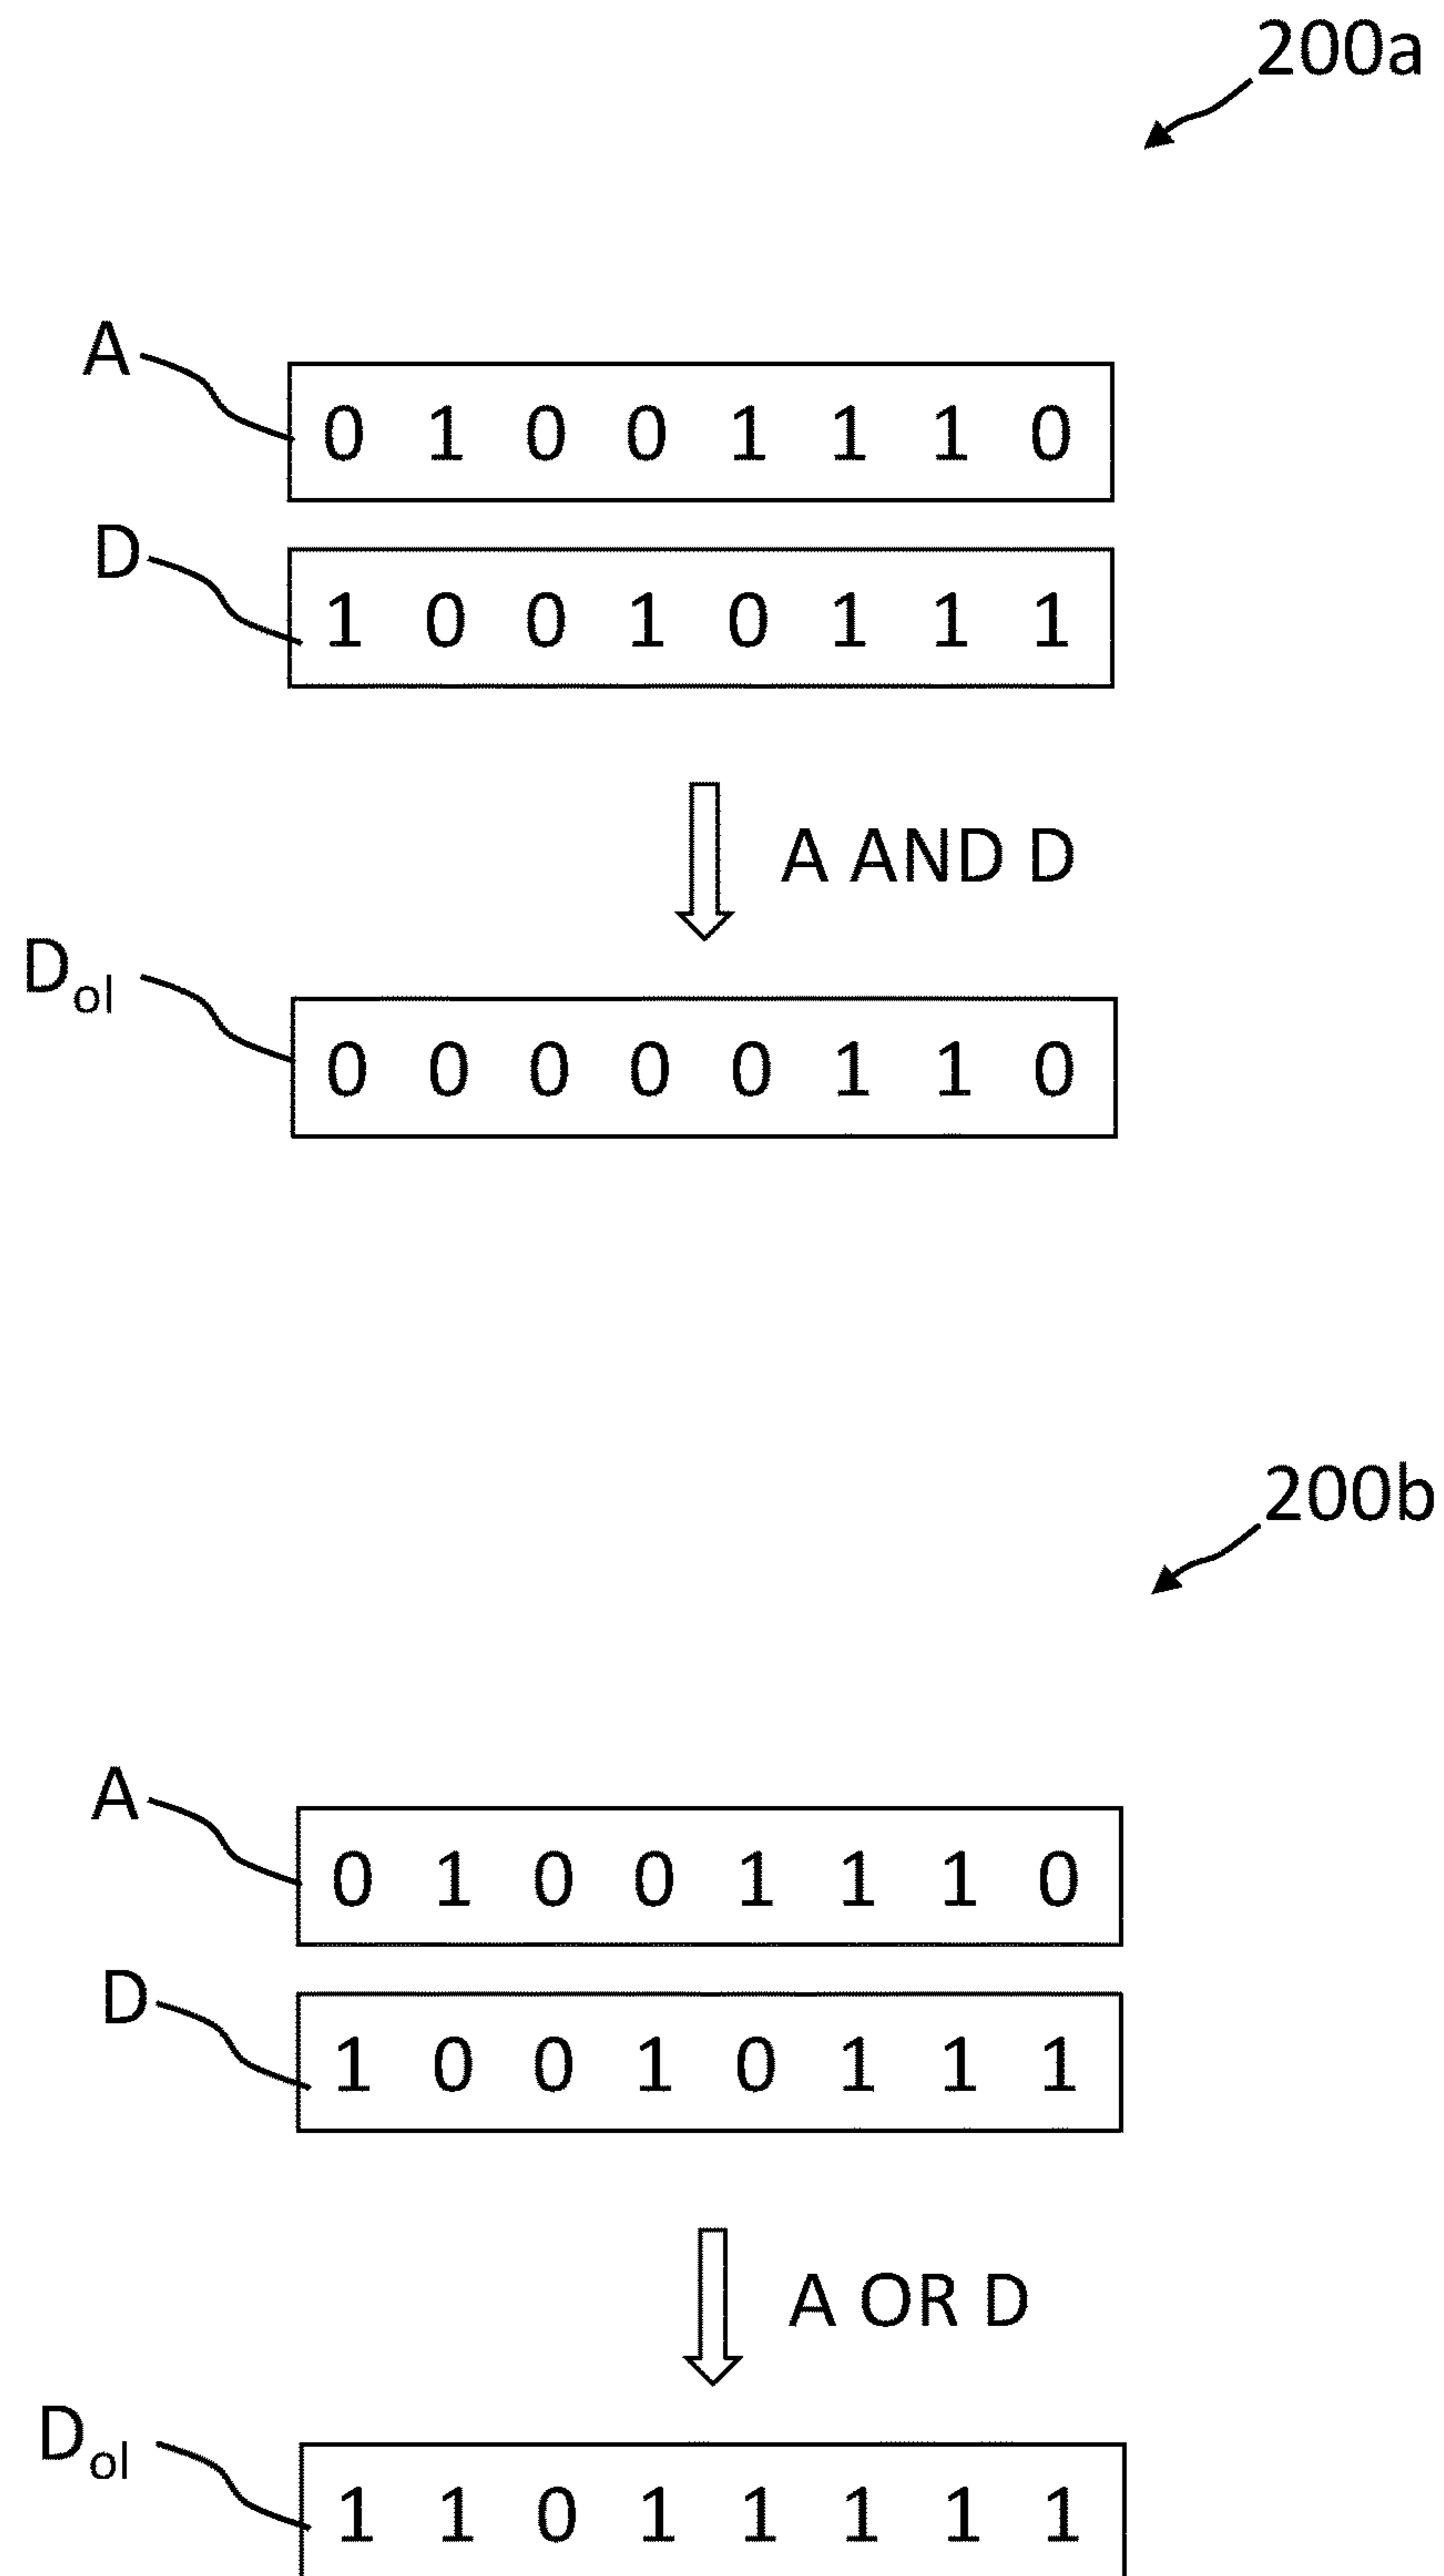 200a
A
0 1 0 0 1 1 1 0
D
1 0 0 1 0 1 1 1
A AND D
Dol
0 0 0 0 0 1 1 0
200b
A
0 1 0 0 1 1 1 0
D
1 0 0 1 0 1 1 1
A OR D
Dol
1 1 0 1 1 1 1 1